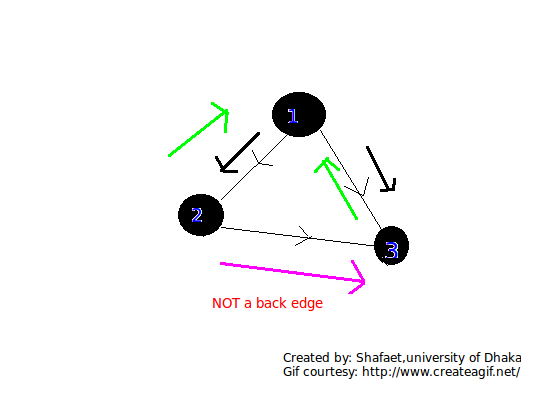 1
2
3
NOT a back edge
Created by: Shafaet,university of Dhaka
Gif courtesy: http://www.createagif.net/